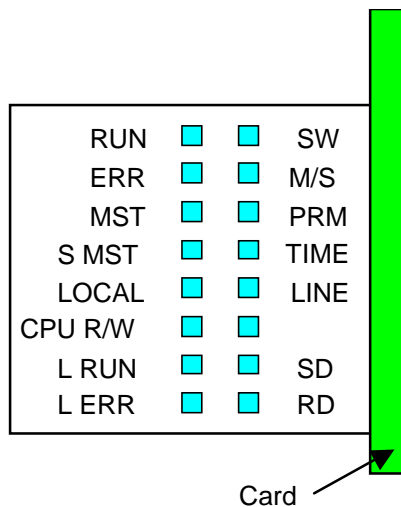 RUN SW
ERR M/S
MST PRM
S MST TIME
LOCAL LINE
CPU R/W
L RUN SD
L ERR RD
Card